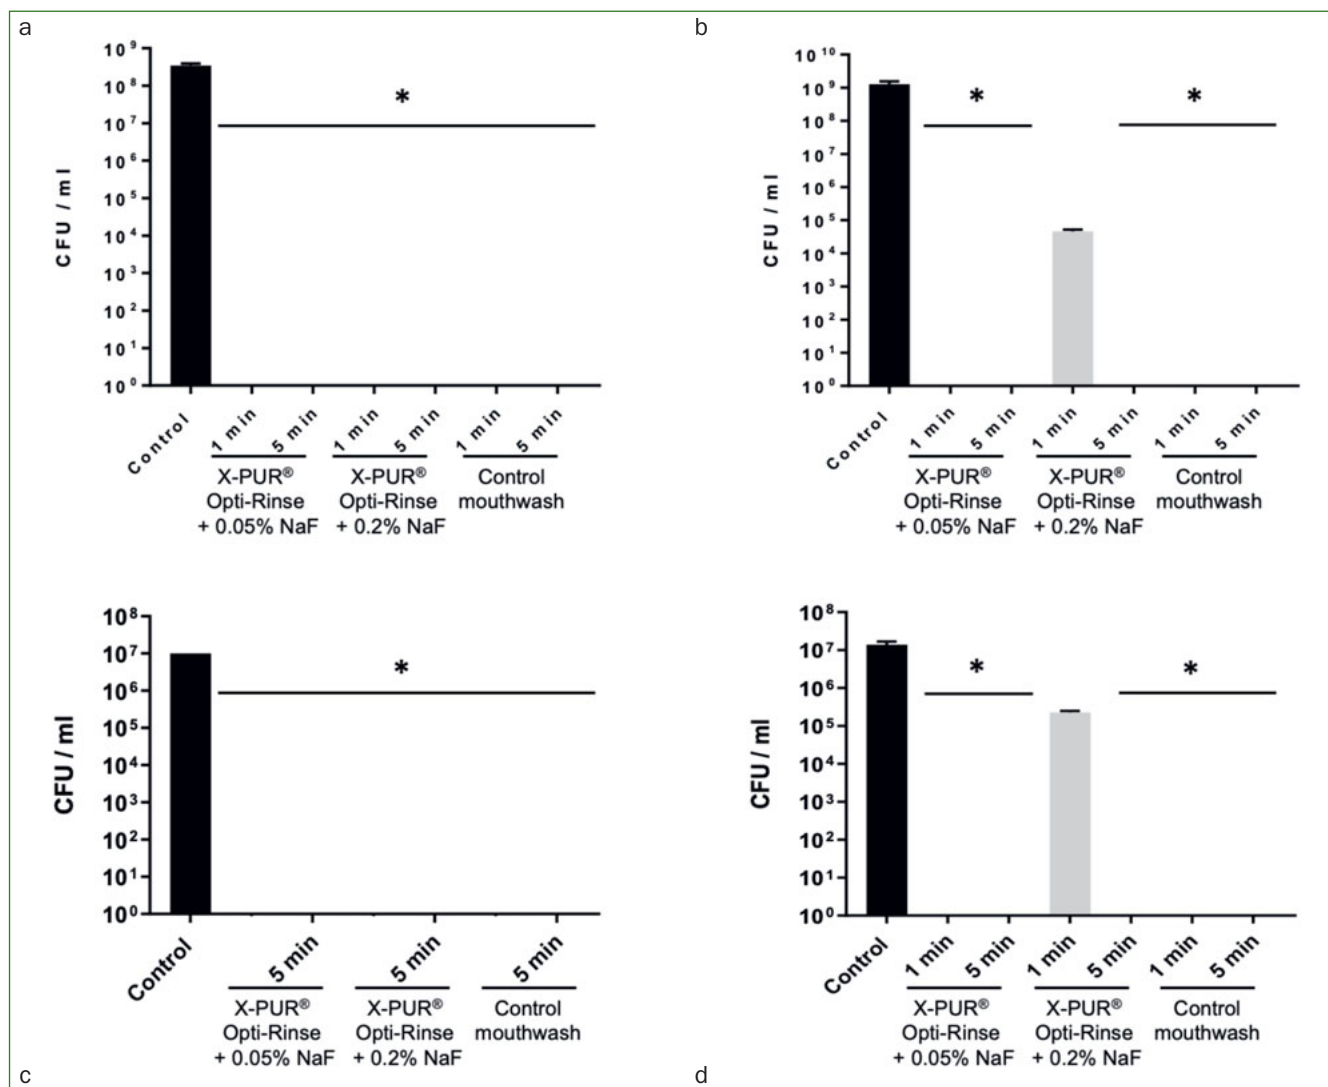 a
10⁹
10⁸
10⁷
10⁶
10⁵
10⁴
10³
10²
10¹
10⁰
CFU / ml
*
Control
1 min
5 min
1 min
5 min
1 min
5 min
X-PUR®
Opti-Rinse
+ 0.05% NaF
X-PUR®
Opti-Rinse
+ 0.2% NaF
Control
mouthwash
b
10¹⁰
10⁹
10⁸
10⁷
10⁶
10⁵
10⁴
10³
10²
10¹
10⁰
CFU / ml
*
*
Control
1 min
5 min
1 min
5 min
1 min
5 min
X-PUR®
Opti-Rinse
+ 0.05% NaF
X-PUR®
Opti-Rinse
+ 0.2% NaF
Control
mouthwash
10⁸
10⁷
10⁶
10⁵
10⁴
10³
10²
10¹
10⁰
CFU / ml
*
Control
5 min
5 min
5 min
X-PUR®
Opti-Rinse
+ 0.05% NaF
X-PUR®
Opti-Rinse
+ 0.2% NaF
Control
mouthwash
c
10⁸
10⁷
10⁶
10⁵
10⁴
10³
10²
10¹
10⁰
CFU / ml
*
*
Control
1 min
5 min
1 min
5 min
1 min
5 min
X-PUR®
Opti-Rinse
+ 0.05% NaF
X-PUR®
Opti-Rinse
+ 0.2% NaF
Control
mouthwash
d